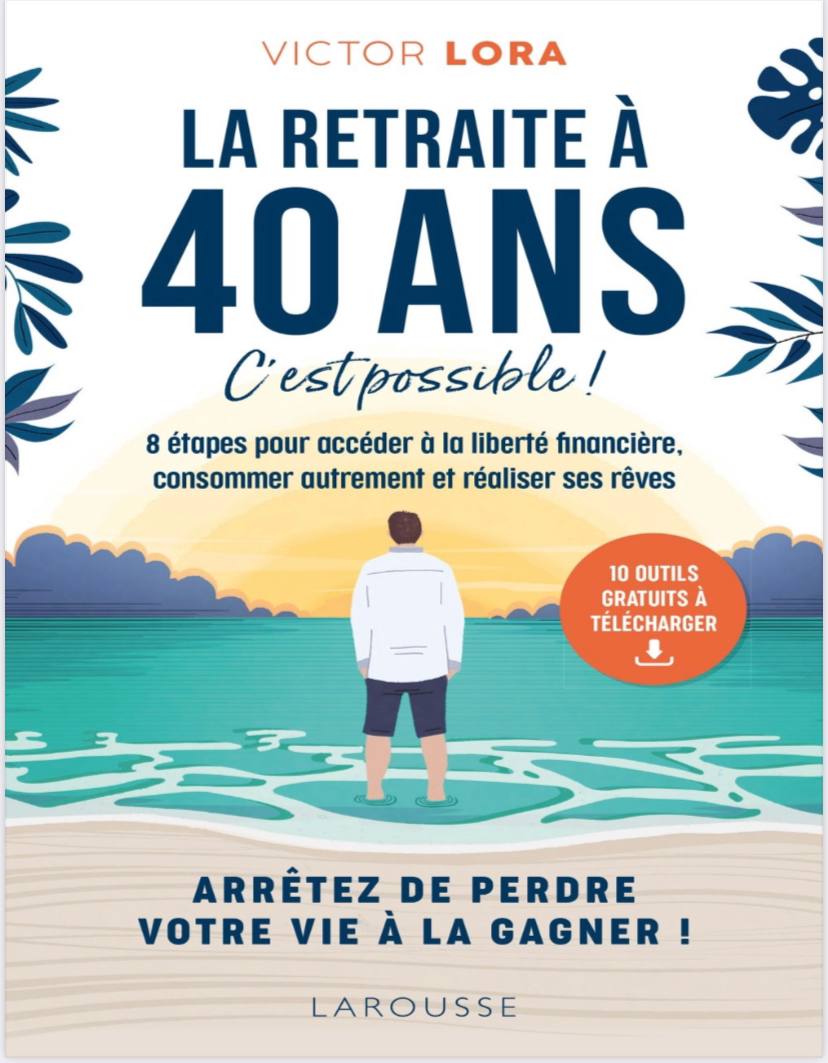 VICTOR LORA
LA RETRAITE À
40 ANS
C'est possible !
8 étapes pour accéder à la liberté financière,
consommer autrement et réaliser ses rêves
10 OUTILS
GRATUITS À
TÉLÉCHARGER
ARRÊTEZ DE PERDRE
VOTRE VIE À LA GAGNER !
LAROUSSE